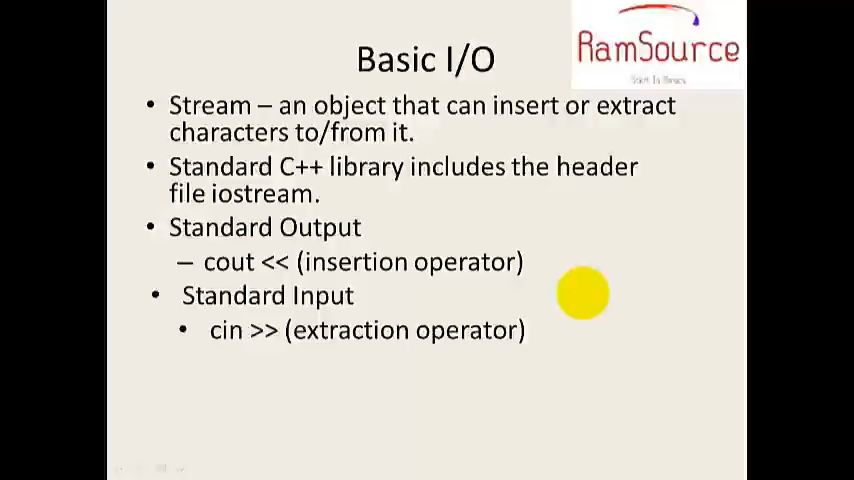 RamSource
Basic I/O
• Stream – an object that can insert or extract
characters to/from it.
• Standard C++ library includes the header
file iostream.
• Standard Output
– cout << (insertion operator)
• Standard Input
• cin >> (extraction operator)